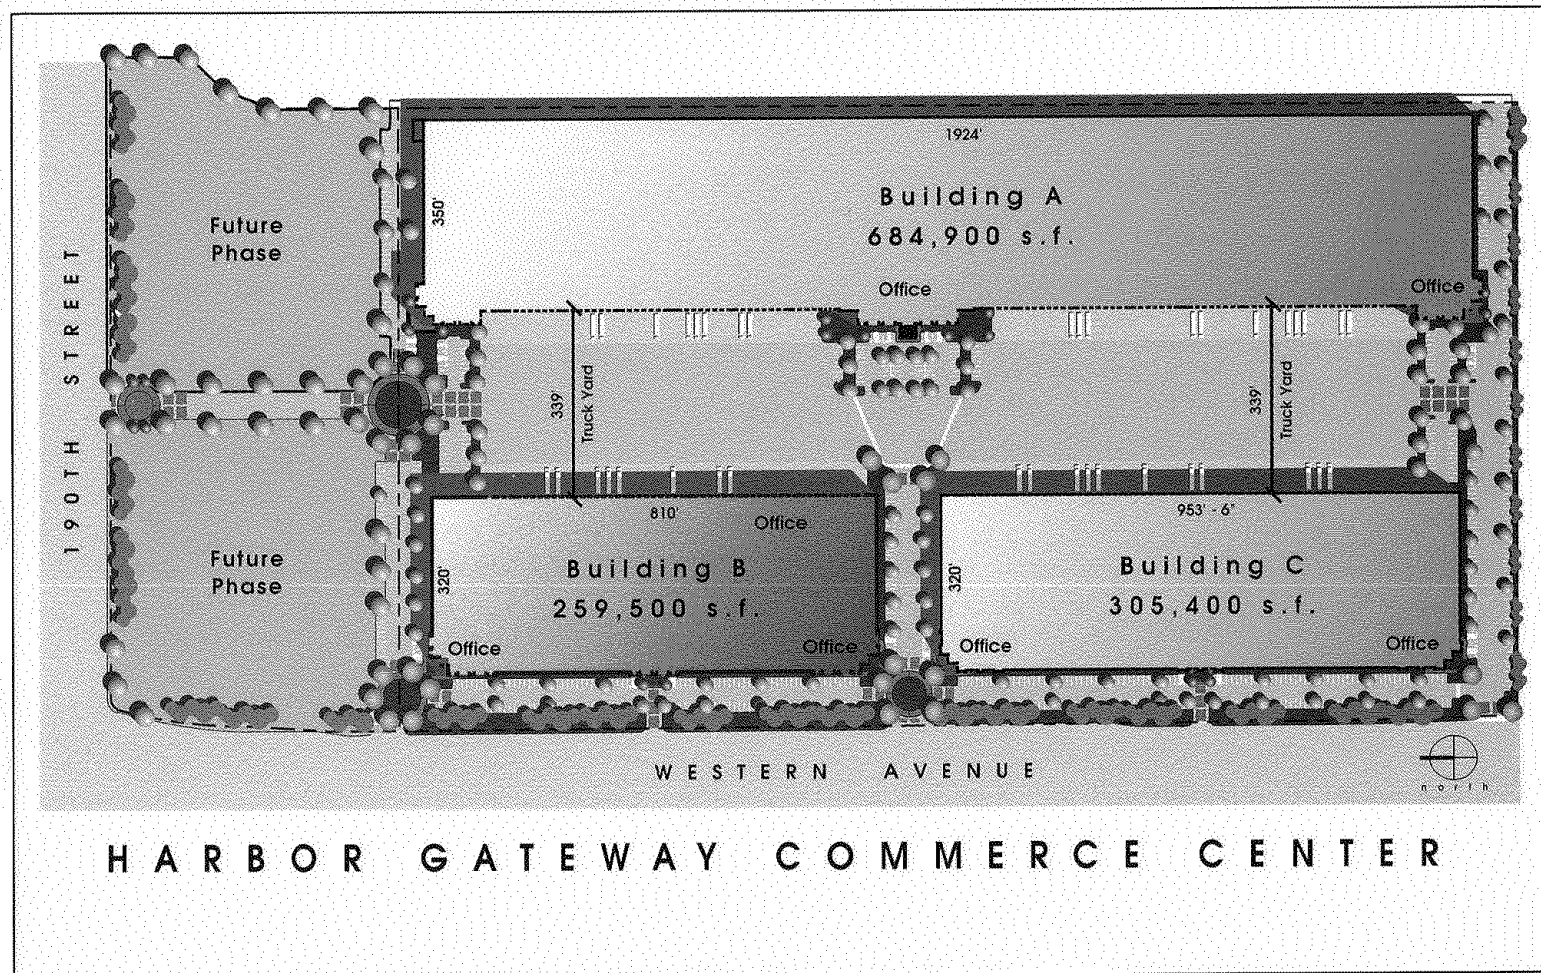 1924'
Building A
684,900 s.f.
350'
Future
Phase
Office
Office
190TH STREET
339'
Truck Yard
339'
Truck Yard
810'
Office
953' - 6"
Building B
259,500 s.f.
320'
Building C
305,400 s.f.
320'
Future
Phase
Office
Office
Office
Office
WESTERN AVENUE
north
HARBOR GATEWAY COMMERCE CENTER